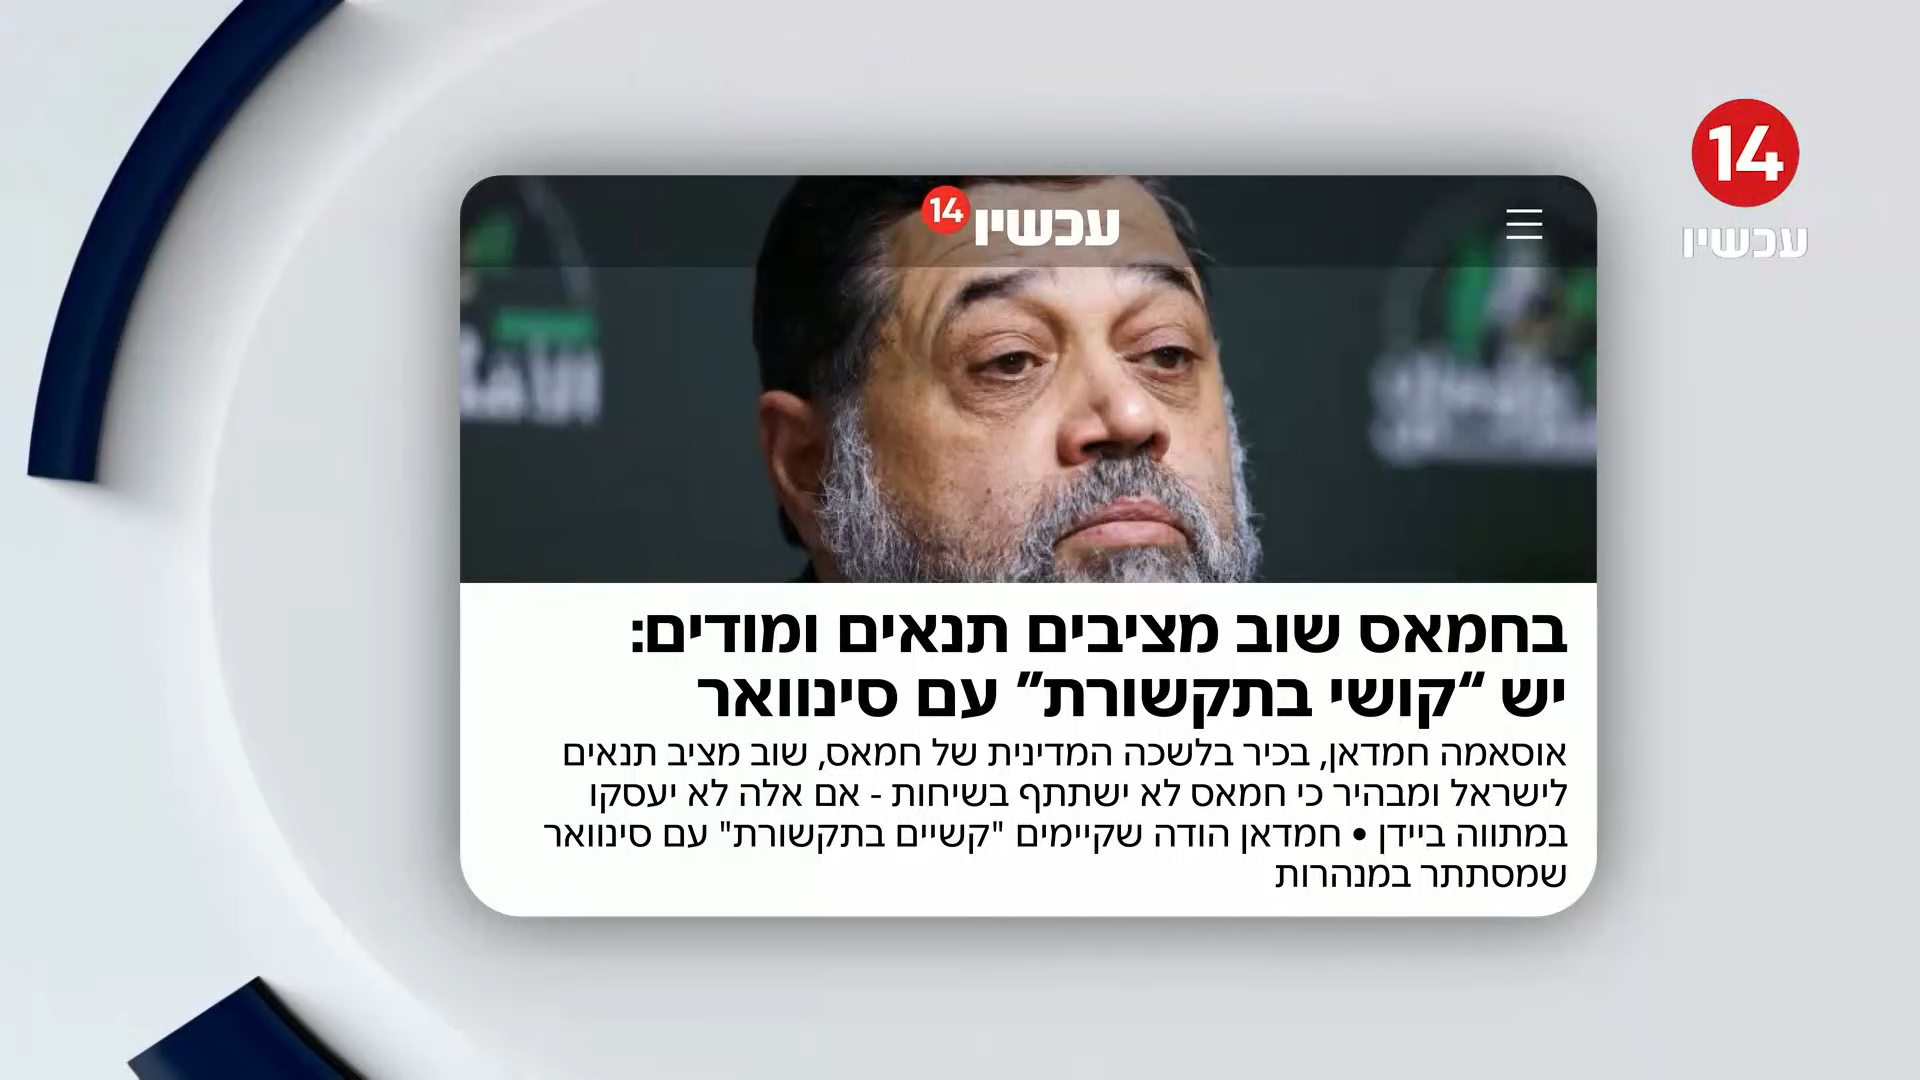 14
עכשיו
14
עכשיו
בחמאס שוב מציבים תנאים ומודים:
יש “קושי בתקשורת” עם סינוואר
אוסאמה חמדאן, בכיר בלשכה המדינית של חמאס, שוב מציב תנאים
לישראל ומבהיר כי חמאס לא ישתתף בשיחות - אם אלה לא יעסקו
במתווה ביידן • חמדאן הודה שקיימים "קשיים בתקשורת" עם סינוואר
שמסתתר במנהרות